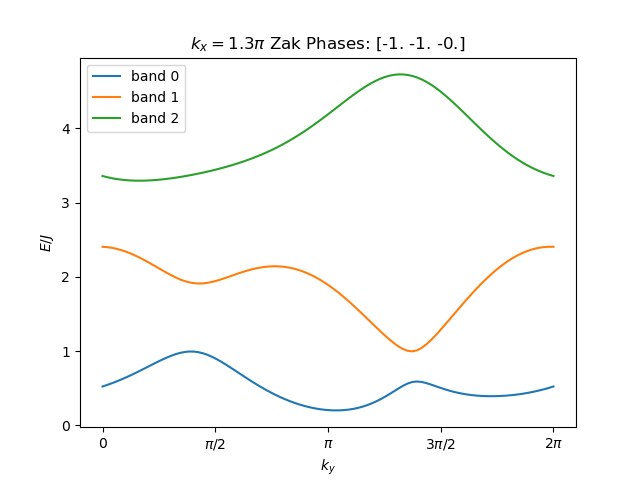 kₓ = 1.3π Zak Phases: [-1. -1. -0.]
band 0
band 1
band 2
E/J
4
3
2
1
0
0
π/2
π
3π/2
2π
k_y